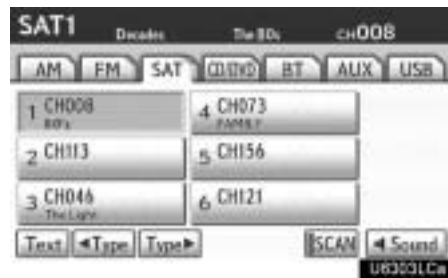 SAT1 Decades The 80s CH008
AM FM SAT CD/DVD BT AUX USB
1 CH008 4 CH073
80's FAMILY
2 CH113 5 CH156
3 CH046 6 CH121
The Light
Text ◄Type Type► SCAN ◄ Sound
U6303LCa